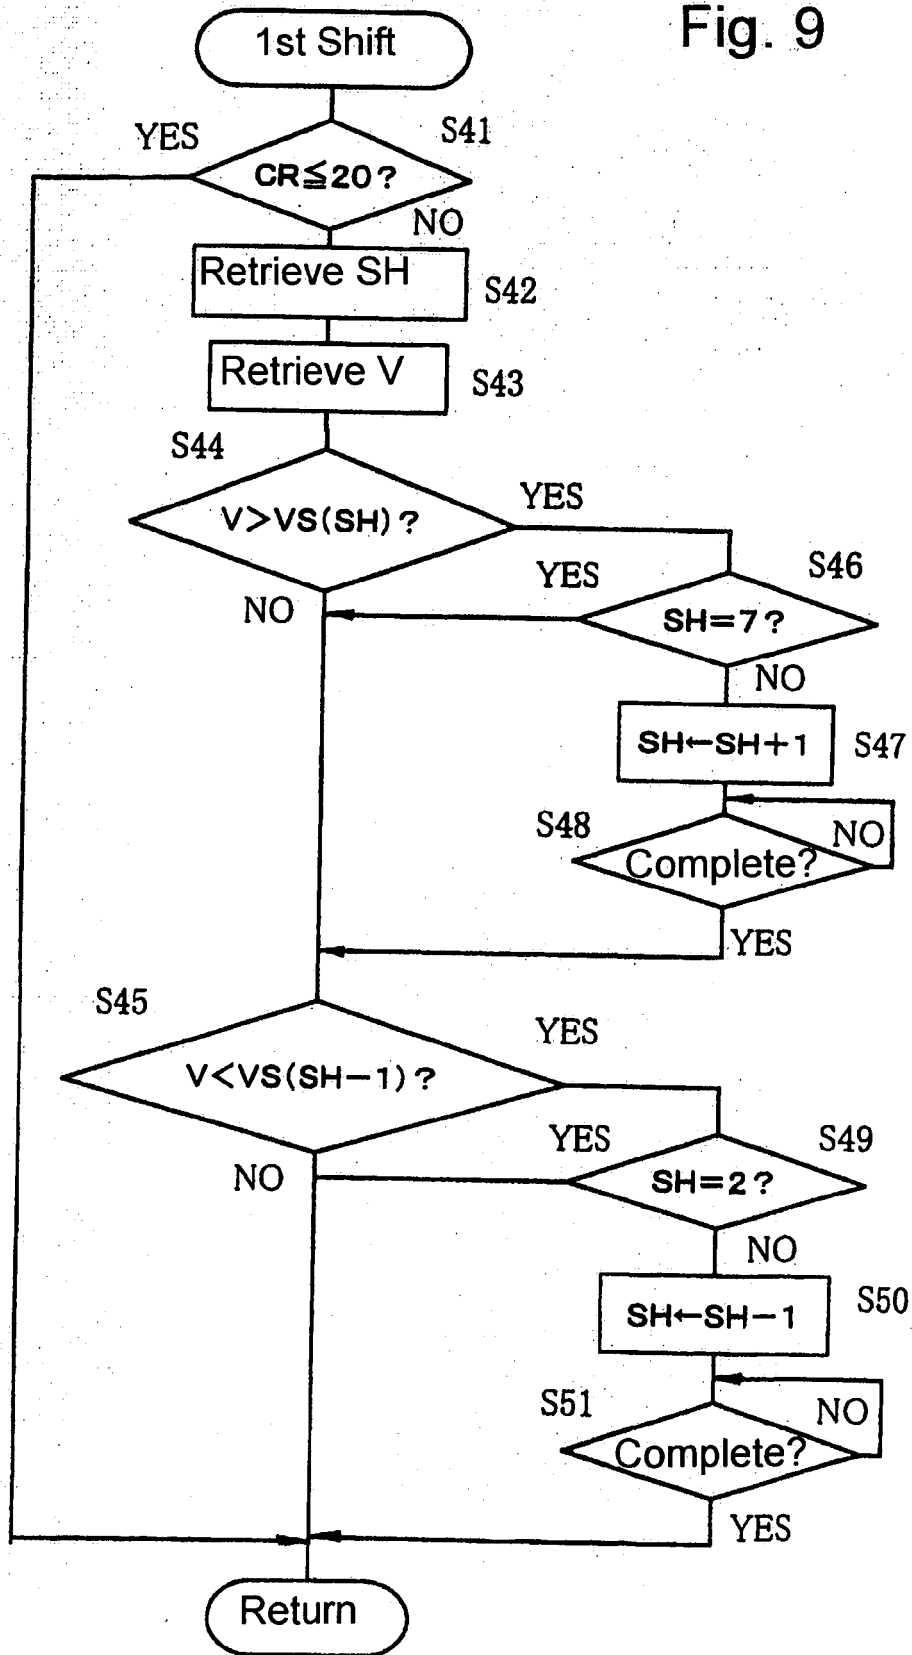 Fig. 9
1st Shift
YES
S41
CR≦20?
NO
Retrieve SH
S42
Retrieve V
S43
S44
V>VS(SH)?
YES
YES
S46
NO
SH=7?
NO
SH←SH+1
S47
S48
NO
Complete?
YES
S45
YES
V<VS(SH-1)?
YES
S49
NO
SH=2?
NO
SH←SH-1
S50
S51
NO
Complete?
YES
Return